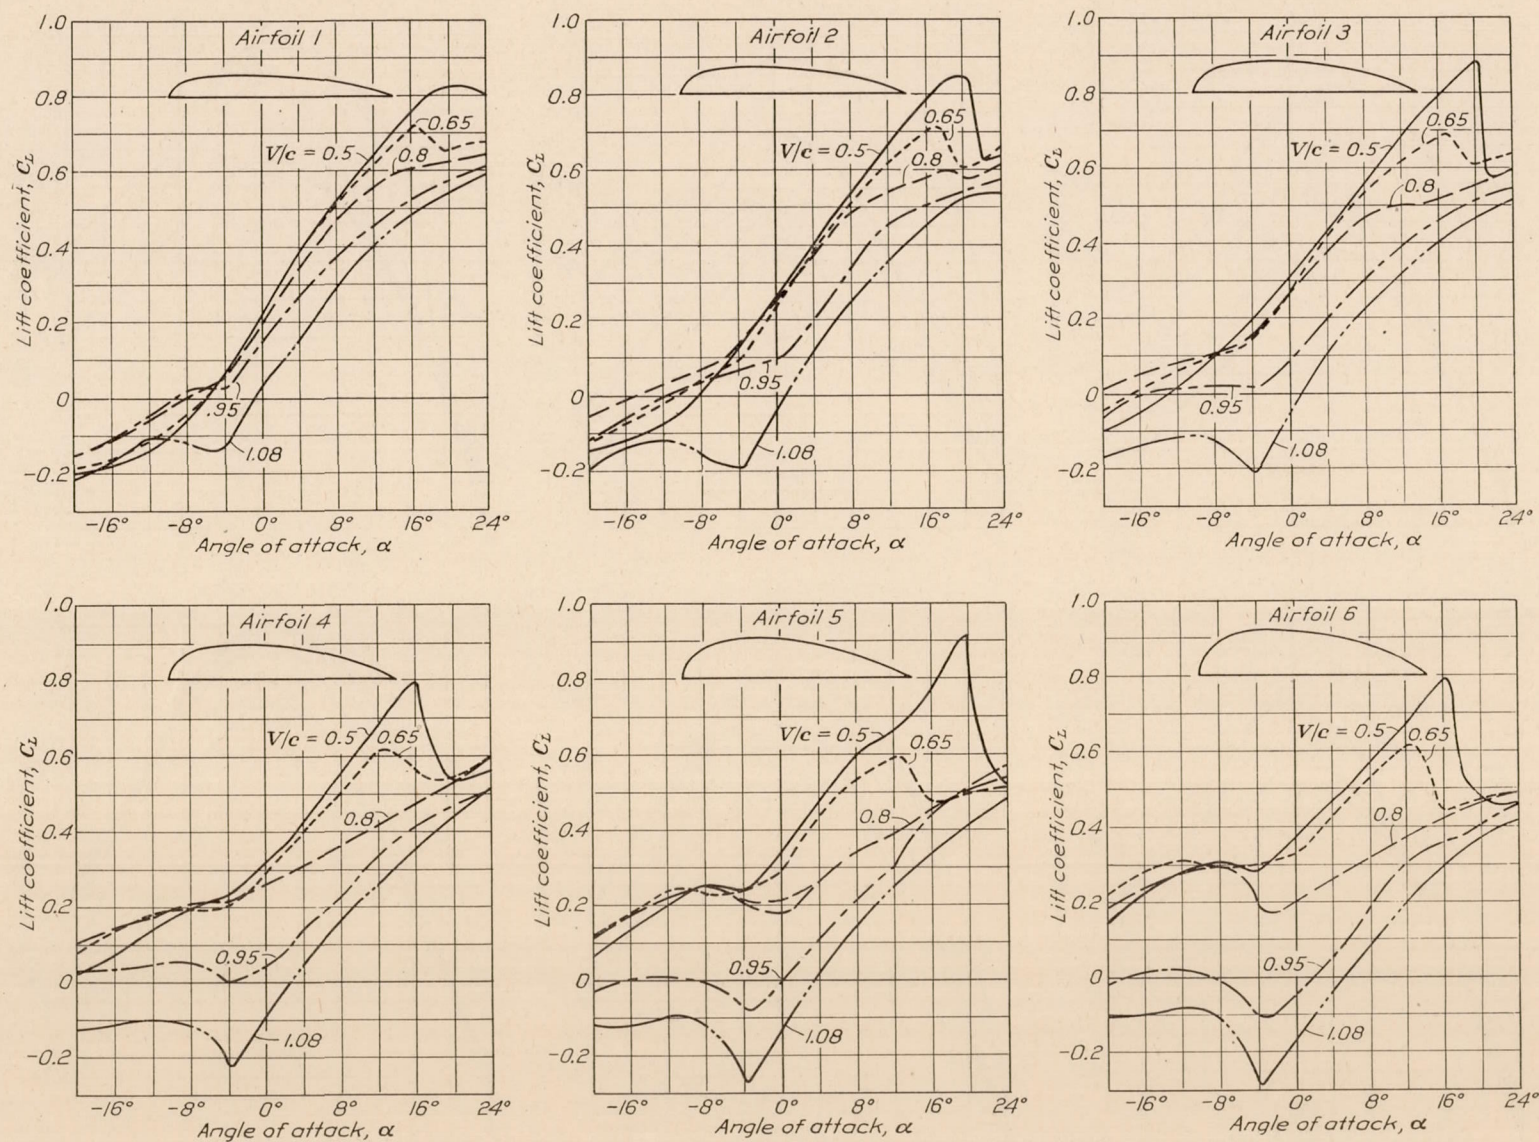 Airfoil 1
1.0
0.8
0.6
0.4
0.2
0
-0.2
Lift coefficient, CL
V/c = 0.5
0.65
0.8
.95
1.08
-16° -8° 0° 8° 16° 24°
Angle of attack, α
Airfoil 2
1.0
0.8
0.6
0.4
0.2
0
-0.2
Lift coefficient, CL
V/c = 0.5
0.65
0.8
0.95
1.08
-16° -8° 0° 8° 16° 24°
Angle of attack, α
Airfoil 3
1.0
0.8
0.6
0.4
0.2
0
-0.2
Lift coefficient, CL
V/c = 0.5
0.65
0.8
0.95
1.08
-16° -8° 0° 8° 16° 24°
Angle of attack, α
Airfoil 4
1.0
0.8
0.6
0.4
0.2
0
-0.2
Lift coefficient, CL
V/c = 0.5
0.65
0.8
0.95
1.08
-16° -8° 0° 8° 16° 24°
Angle of attack, α
Airfoil 5
1.0
0.8
0.6
0.4
0.2
0
-0.2
Lift coefficient, CL
V/c = 0.5
0.65
0.8
0.95
1.08
-16° -8° 0° 8° 16° 24°
Angle of attack, α
Airfoil 6
1.0
0.8
0.6
0.4
0.2
0
-0.2
Lift coefficient, CL
V/c = 0.5
0.65
0.8
0.95
1.08
-16° -8° 0° 8° 16° 24°
Angle of attack, α